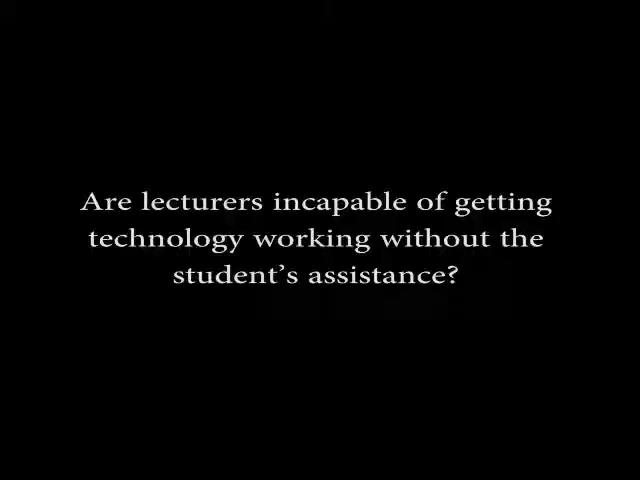 Are lecturers incapable of getting
technology working without the
student’s assistance?